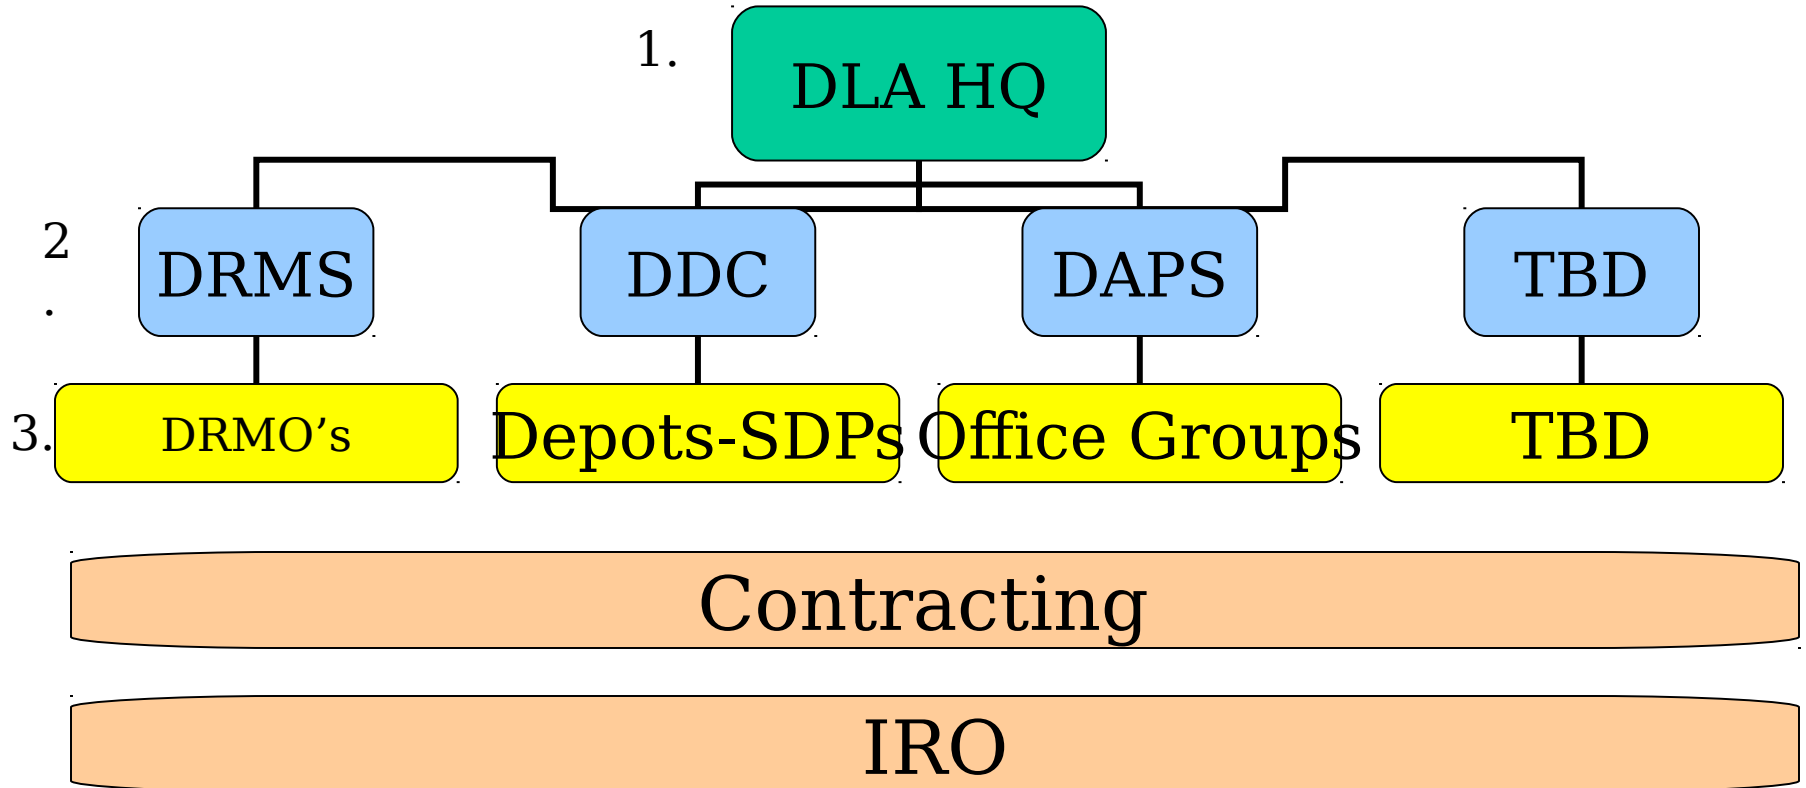 1.
DLA HQ
2
.
DRMS
DDC
DAPS
TBD
3.
DRMO’s
Depots-SDPs
Office Groups
TBD
Contracting
IRO